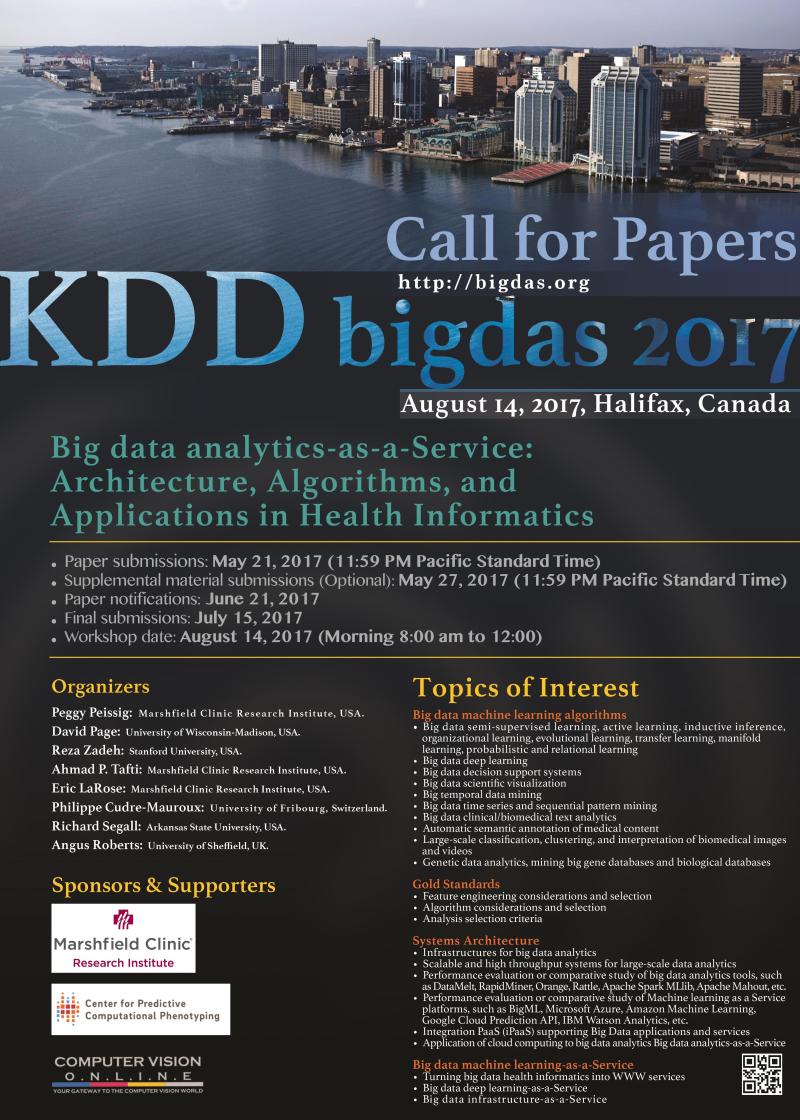 Call for Papers
http://bigdas.org
KDD bigdas 2017
August 14, 2017, Halifax, Canada
Big data analytics-as-a-Service:
Architecture, Algorithms, and
Applications in Health Informatics
• Paper submissions: May 21, 2017 (11:59 PM Pacific Standard Time)
• Supplemental material submissions (Optional): May 27, 2017 (11:59 PM Pacific Standard Time)
• Paper notifications: June 21, 2017
• Final submissions: July 15, 2017
• Workshop date: August 14, 2017 (Morning 8:00 am to 12:00)
Organizers
Peggy Peissig: Marshfield Clinic Research Institute, USA.
David Page: University of Wisconsin-Madison, USA.
Reza Zadeh: Stanford University, USA.
Ahmad P. Tafti: Marshfield Clinic Research Institute, USA.
Eric LaRose: Marshfield Clinic Research Institute, USA.
Philippe Cudre-Mauroux: University of Fribourg, Switzerland.
Richard Segall: Arkansas State University, USA.
Angus Roberts: University of Sheffield, UK.
Sponsors & Supporters
Marshfield Clinic
Research Institute
Center for Predictive
Computational Phenotyping
COMPUTER VISION
O.N.L.I.N.E
YOUR GATEWAY TO THE COMPUTER VISION WORLD
Topics of Interest
Big data machine learning algorithms
• Big data semi-supervised learning, active learning, inductive inference,
organizational learning, evolutional learning, transfer learning, manifold
learning, probabilistic and relational learning
• Big data deep learning
• Big data decision support systems
• Big data scientific visualization
• Big temporal data mining
• Big data time series and sequential pattern mining
• Big data clinical/biomedical text analytics
• Automatic semantic annotation of medical content
• Large-scale classification, clustering, and interpretation of biomedical images
and videos
• Genetic data analytics, mining big gene databases and biological databases
Gold Standards
• Feature engineering considerations and selection
• Algorithm considerations and selection
• Analysis selection criteria
Systems Architecture
• Infrastructures for big data analytics
• Scalable and high throughput systems for large-scale data analytics
• Performance evaluation or comparative study of big data analytics tools, such
as DataMelt, RapidMiner, Orange, Rattle, Apache Spark MLlib, Apache Mahout, etc.
• Performance evaluation or comparative study of Machine learning as a Service
platforms, such as BigML, Microsoft Azure, Amazon Machine Learning,
Google Cloud Prediction API, IBM Watson Analytics, etc.
• Integration PaaS (iPaaS) supporting Big Data applications and services
• Application of cloud computing to big data analytics Big data analytics-as-a-Service
Big data machine learning-as-a-Service
• Turning big data health informatics into WWW services
• Big data deep learning-as-a-Service
• Big data infrastructure-as-a-Service